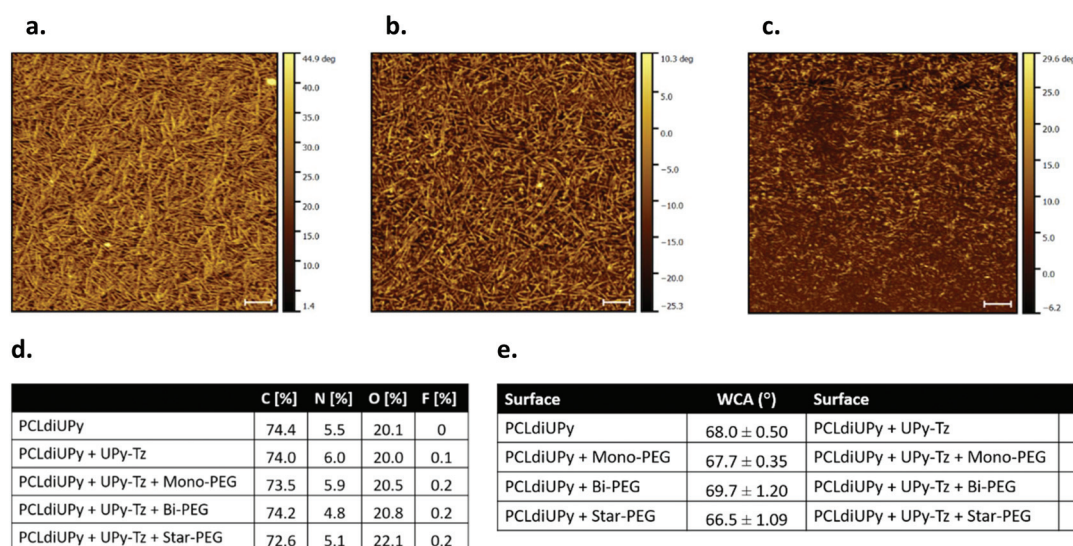 a.
b.
c.
44.9 deg
40.0
35.0
30.0
25.0
20.0
15.0
10.0
1.4
10.3 deg
5.0
0.0
-5.0
-10.0
-15.0
-20.0
-25.3
29.6 deg
25.0
20.0
15.0
10.0
5.0
0.0
-6.2
d.
C [%] N [%] O [%] F [%]
PCLdiUPy 74.4 5.5 20.1 0
PCLdiUPy + UPy-Tz 74.0 6.0 20.0 0.1
PCLdiUPy + UPy-Tz + Mono-PEG 73.5 5.9 20.5 0.2
PCLdiUPy + UPy-Tz + Bi-PEG 74.2 4.8 20.8 0.2
PCLdiUPy + UPy-Tz + Star-PEG 72.6 5.1 22.1 0.2
e.
Surface WCA (°) Surface
PCLdiUPy 68.0 ± 0.50 PCLdiUPy + UPy-Tz
PCLdiUPy + Mono-PEG 67.7 ± 0.35 PCLdiUPy + UPy-Tz + Mono-PEG
PCLdiUPy + Bi-PEG 69.7 ± 1.20 PCLdiUPy + UPy-Tz + Bi-PEG
PCLdiUPy + Star-PEG 66.5 ± 1.09 PCLdiUPy + UPy-Tz + Star-PEG